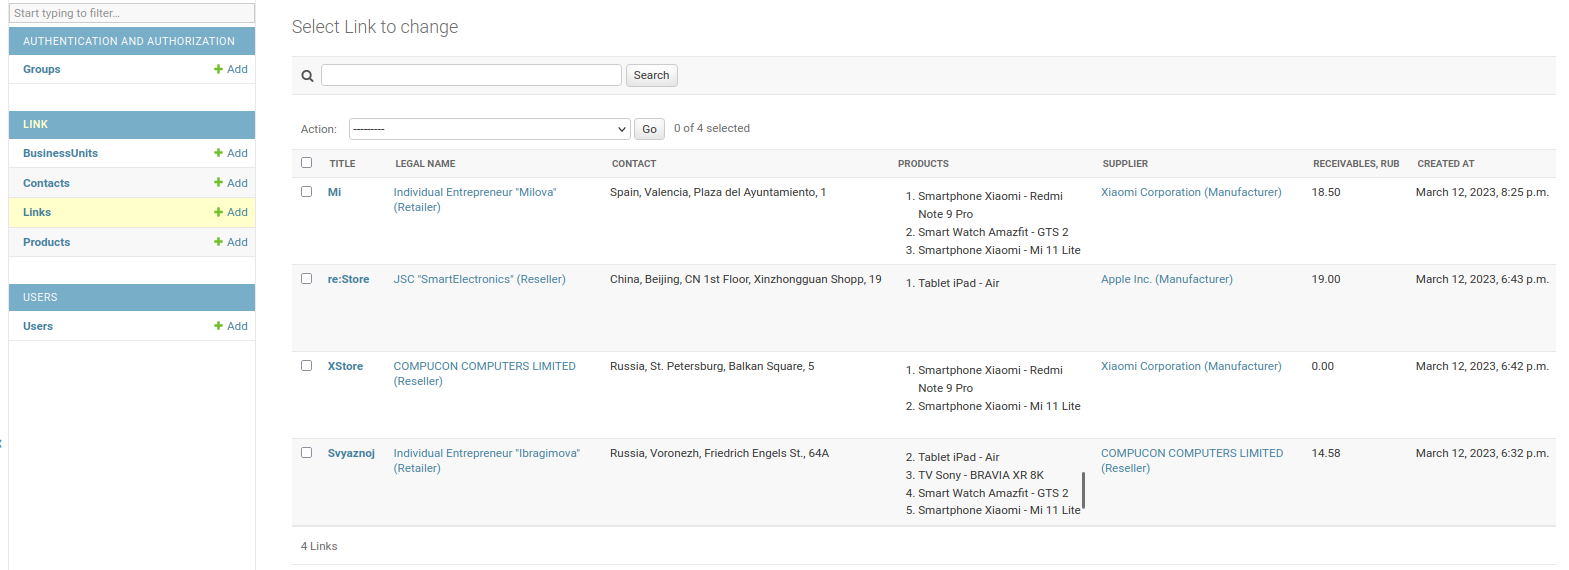 Start typing to filter...
AUTHENTICATION AND AUTHORIZATION
Groups Add
LINK
BusinessUnits Add
Contacts Add
Links Add
Products Add
USERS
Users Add
Select Link to change
Search
Action: --------- Go 0 of 4 selected
TITLE LEGAL NAME CONTACT PRODUCTS SUPPLIER RECEIVABLES, RUB CREATED AT
Mi Individual Entrepreneur "Milova" Spain, Valencia, Plaza del Ayuntamiento, 1 1. Smartphone Xiaomi - Redmi Xiaomi Corporation (Manufacturer) 18.50 March 12, 2023, 8:25 p.m.
(Retailer) Note 9 Pro
2. Smart Watch Amazfit - GTS 2
3. Smartphone Xiaomi - Mi 11 Lite
re:Store JSC "SmartElectronics" (Reseller) China, Beijing, CN 1st Floor, Xinzhongguan Shopp, 19 1. Tablet iPad - Air Apple Inc. (Manufacturer) 19.00 March 12, 2023, 6:43 p.m.
XStore COMPUCON COMPUTERS LIMITED Russia, St. Petersburg, Balkan Square, 5 1. Smartphone Xiaomi - Redmi Xiaomi Corporation (Manufacturer) 0.00 March 12, 2023, 6:42 p.m.
(Reseller) Note 9 Pro
2. Smartphone Xiaomi - Mi 11 Lite
Svyaznoj Individual Entrepreneur "Ibragimova" Russia, Voronezh, Friedrich Engels St., 64A 2. Tablet iPad - Air COMPUCON COMPUTERS LIMITED 14.58 March 12, 2023, 6:32 p.m.
(Retailer) 3. TV Sony - BRAVIA XR 8K (Reseller)
4. Smart Watch Amazfit - GTS 2
5. Smartphone Xiaomi - Mi 11 Lite
4 Links